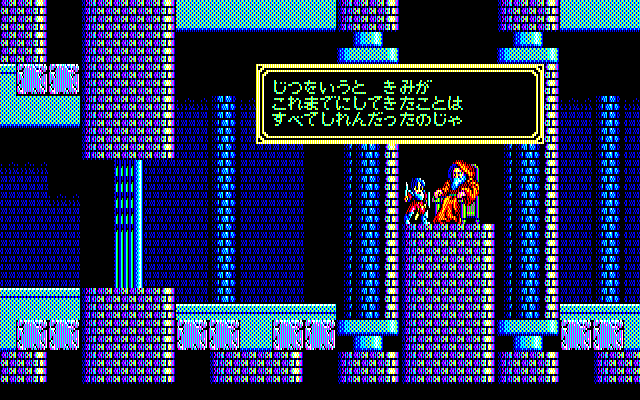 じつをいうと　きみが
これまでにしてきたことは
すべてしれんだったのじゃ